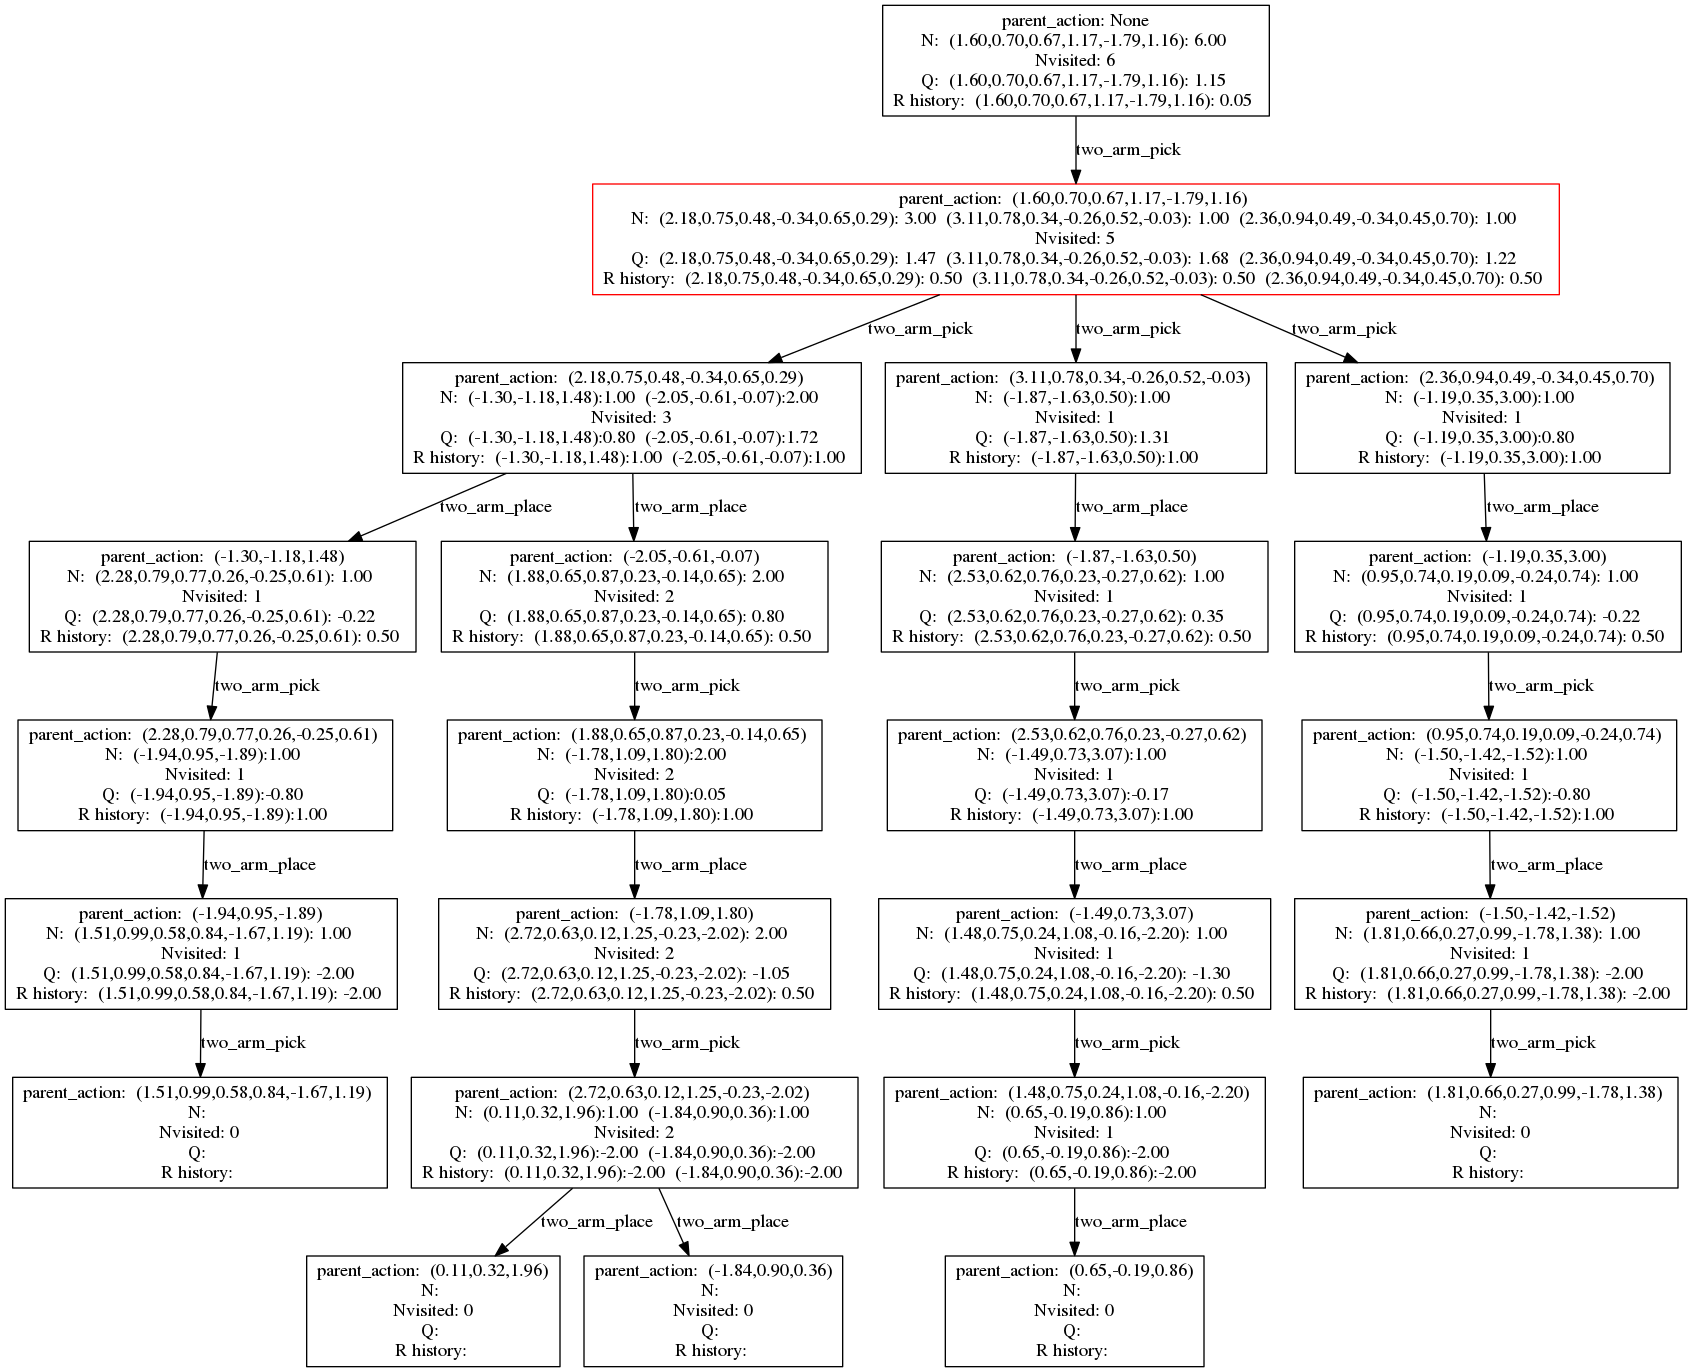 parent_action: None
N: (1.60,0.70,0.67,1.17,-1.79,1.16): 6.00
Nvisited: 6
Q: (1.60,0.70,0.67,1.17,-1.79,1.16): 1.15
R history: (1.60,0.70,0.67,1.17,-1.79,1.16): 0.05
two_arm_pick
parent_action: (1.60,0.70,0.67,1.17,-1.79,1.16)
N: (2.18,0.75,0.48,-0.34,0.65,0.29): 3.00 (3.11,0.78,0.34,-0.26,0.52,-0.03): 1.00 (2.36,0.94,0.49,-0.34,0.45,0.70): 1.00
Nvisited: 5
Q: (2.18,0.75,0.48,-0.34,0.65,0.29): 1.47 (3.11,0.78,0.34,-0.26,0.52,-0.03): 1.68 (2.36,0.94,0.49,-0.34,0.45,0.70): 1.22
R history: (2.18,0.75,0.48,-0.34,0.65,0.29): 0.50 (3.11,0.78,0.34,-0.26,0.52,-0.03): 0.50 (2.36,0.94,0.49,-0.34,0.45,0.70): 0.50
two_arm_pick
two_arm_pick
two_arm_pick
parent_action: (2.18,0.75,0.48,-0.34,0.65,0.29)
N: (-1.30,-1.18,1.48):1.00 (-2.05,-0.61,-0.07):2.00
Nvisited: 3
Q: (-1.30,-1.18,1.48):0.80 (-2.05,-0.61,-0.07):1.72
R history: (-1.30,-1.18,1.48):1.00 (-2.05,-0.61,-0.07):1.00
parent_action: (3.11,0.78,0.34,-0.26,0.52,-0.03)
N: (-1.87,-1.63,0.50):1.00
Nvisited: 1
Q: (-1.87,-1.63,0.50):1.31
R history: (-1.87,-1.63,0.50):1.00
parent_action: (2.36,0.94,0.49,-0.34,0.45,0.70)
N: (-1.19,0.35,3.00):1.00
Nvisited: 1
Q: (-1.19,0.35,3.00):0.80
R history: (-1.19,0.35,3.00):1.00
two_arm_place
two_arm_place
two_arm_place
two_arm_place
parent_action: (-1.30,-1.18,1.48)
N: (2.28,0.79,0.77,0.26,-0.25,0.61): 1.00
Nvisited: 1
Q: (2.28,0.79,0.77,0.26,-0.25,0.61): -0.22
R history: (2.28,0.79,0.77,0.26,-0.25,0.61): 0.50
parent_action: (-2.05,-0.61,-0.07)
N: (1.88,0.65,0.87,0.23,-0.14,0.65): 2.00
Nvisited: 2
Q: (1.88,0.65,0.87,0.23,-0.14,0.65): 0.80
R history: (1.88,0.65,0.87,0.23,-0.14,0.65): 0.50
parent_action: (-1.87,-1.63,0.50)
N: (2.53,0.62,0.76,0.23,-0.27,0.62): 1.00
Nvisited: 1
Q: (2.53,0.62,0.76,0.23,-0.27,0.62): 0.35
R history: (2.53,0.62,0.76,0.23,-0.27,0.62): 0.50
parent_action: (-1.19,0.35,3.00)
N: (0.95,0.74,0.19,0.09,-0.24,0.74): 1.00
Nvisited: 1
Q: (0.95,0.74,0.19,0.09,-0.24,0.74): -0.22
R history: (0.95,0.74,0.19,0.09,-0.24,0.74): 0.50
two_arm_pick
two_arm_pick
two_arm_pick
two_arm_pick
parent_action: (2.28,0.79,0.77,0.26,-0.25,0.61)
N: (-1.94,0.95,-1.89):1.00
Nvisited: 1
Q: (-1.94,0.95,-1.89):-0.80
R history: (-1.94,0.95,-1.89):1.00
parent_action: (1.88,0.65,0.87,0.23,-0.14,0.65)
N: (-1.78,1.09,1.80):2.00
Nvisited: 2
Q: (-1.78,1.09,1.80):0.05
R history: (-1.78,1.09,1.80):1.00
parent_action: (2.53,0.62,0.76,0.23,-0.27,0.62)
N: (-1.49,0.73,3.07):1.00
Nvisited: 1
Q: (-1.49,0.73,3.07):-0.17
R history: (-1.49,0.73,3.07):1.00
parent_action: (0.95,0.74,0.19,0.09,-0.24,0.74)
N: (-1.50,-1.42,-1.52):1.00
Nvisited: 1
Q: (-1.50,-1.42,-1.52):-0.80
R history: (-1.50,-1.42,-1.52):1.00
two_arm_place
two_arm_place
two_arm_place
two_arm_place
parent_action: (-1.94,0.95,-1.89)
N: (1.51,0.99,0.58,0.84,-1.67,1.19): 1.00
Nvisited: 1
Q: (1.51,0.99,0.58,0.84,-1.67,1.19): -2.00
R history: (1.51,0.99,0.58,0.84,-1.67,1.19): -2.00
parent_action: (-1.78,1.09,1.80)
N: (2.72,0.63,0.12,1.25,-0.23,-2.02): 2.00
Nvisited: 2
Q: (2.72,0.63,0.12,1.25,-0.23,-2.02): -1.05
R history: (2.72,0.63,0.12,1.25,-0.23,-2.02): 0.50
parent_action: (-1.49,0.73,3.07)
N: (1.48,0.75,0.24,1.08,-0.16,-2.20): 1.00
Nvisited: 1
Q: (1.48,0.75,0.24,1.08,-0.16,-2.20): -1.30
R history: (1.48,0.75,0.24,1.08,-0.16,-2.20): 0.50
parent_action: (-1.50,-1.42,-1.52)
N: (1.81,0.66,0.27,0.99,-1.78,1.38): 1.00
Nvisited: 1
Q: (1.81,0.66,0.27,0.99,-1.78,1.38): -2.00
R history: (1.81,0.66,0.27,0.99,-1.78,1.38): -2.00
two_arm_pick
two_arm_pick
two_arm_pick
two_arm_pick
parent_action: (1.51,0.99,0.58,0.84,-1.67,1.19)
N:
Nvisited: 0
Q:
R history:
parent_action: (2.72,0.63,0.12,1.25,-0.23,-2.02)
N: (0.11,0.32,1.96):1.00 (-1.84,0.90,0.36):1.00
Nvisited: 2
Q: (0.11,0.32,1.96):-2.00 (-1.84,0.90,0.36):-2.00
R history: (0.11,0.32,1.96):-2.00 (-1.84,0.90,0.36):-2.00
parent_action: (1.48,0.75,0.24,1.08,-0.16,-2.20)
N: (0.65,-0.19,0.86):1.00
Nvisited: 1
Q: (0.65,-0.19,0.86):-2.00
R history: (0.65,-0.19,0.86):-2.00
parent_action: (1.81,0.66,0.27,0.99,-1.78,1.38)
N:
Nvisited: 0
Q:
R history:
two_arm_place
two_arm_place
two_arm_place
parent_action: (0.11,0.32,1.96)
N:
Nvisited: 0
Q:
R history:
parent_action: (-1.84,0.90,0.36)
N:
Nvisited: 0
Q:
R history:
parent_action: (0.65,-0.19,0.86)
N:
Nvisited: 0
Q:
R history: